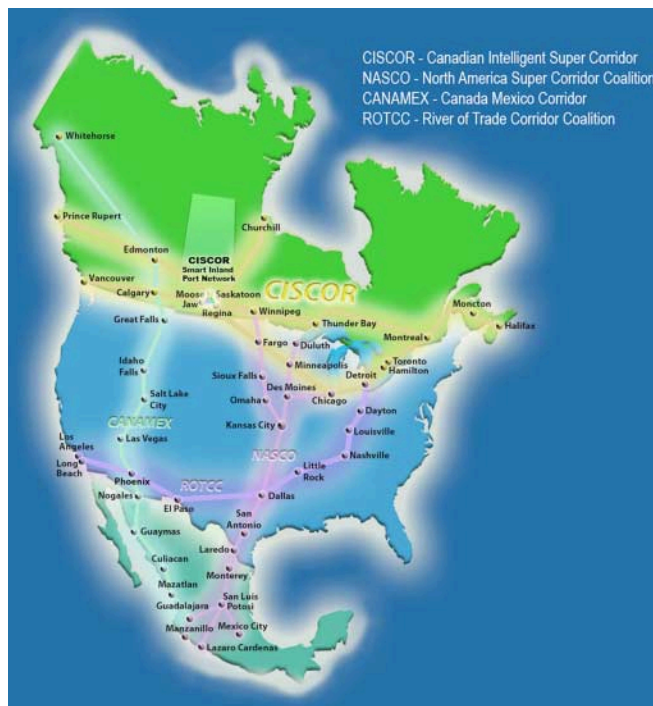 CISCOR - Canadian Intelligent Super Corridor
NASCO - North America Super Corridor Coalition
CANAMEX - Canada Mexico Corridor
ROTCC - River of Trade Corridor Coalition
Whitehorse
Prince Rupert
Churchill
Edmonton
CISCOR
Smart Inland
Port Network
Vancouver
Calgary
Moose
Jaw
Saskatoon
Regina
CISCOR
Winnipeg
Moncton
Halifax
Great Falls
Thunder Bay
Montreal
Fargo
Duluth
Idaho
Falls
Minneapolis
Toronto
Hamilton
Sioux Falls
Detroit
Des Moines
Salt Lake
City
Omaha
Chicago
Dayton
CANAMEX
Kansas City
Louisville
Las Vegas
Los
Angeles
Long
Beach
NASCO
Nashville
Phoenix
ROTCC
Little
Rock
Nogales
El Paso
Dallas
San
Antonio
Guaymas
Laredo
Culiacan
Monterey
Mazatlan
San Luis
Potosi
Guadalajara
Manzanillo
Mexico City
Lazaro Cardenas